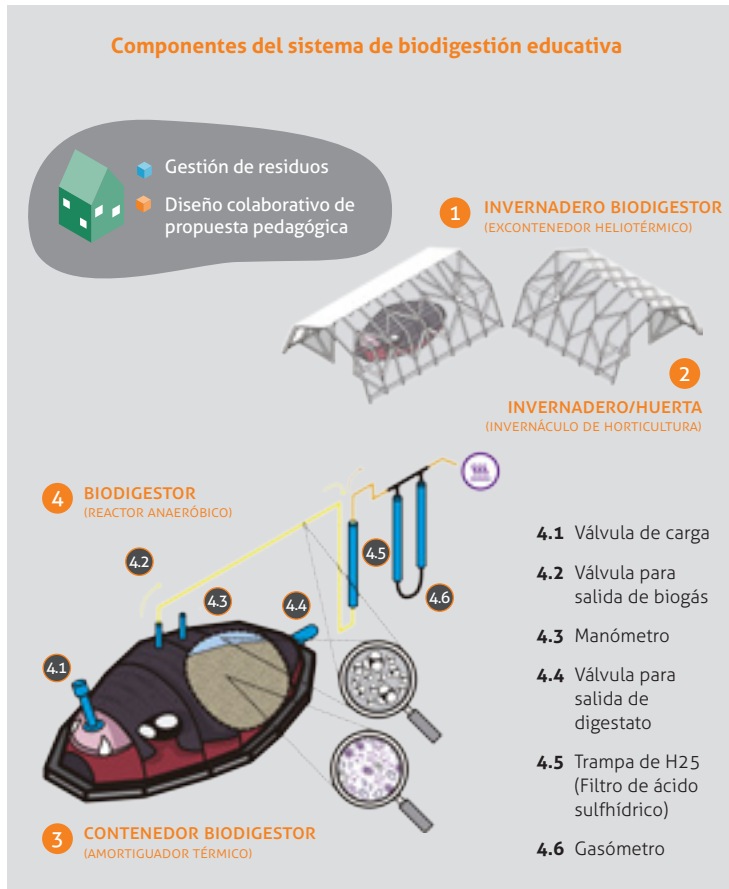 Componentes del sistema de biodigestión educativa
Gestión de residuos
Diseño colaborativo de
propuesta pedagógica
1 INVERNADERO BIODIGESTOR
(EXCONTENEDOR HELIOTÉRMICO)
2
INVERNADERO/HUERTA
(INVERNÁCULO DE HORTICULTURA)
4 BIODIGESTOR
(REACTOR ANAERÓBICO)
4.1
4.2
4.3
4.4
4.5
4.6
3 CONTENEDOR BIODIGESTOR
(AMORTIGUADOR TÉRMICO)
4.1 Válvula de carga
4.2 Válvula para
salida de biogás
4.3 Manómetro
4.4 Válvula para
salida de
digestato
4.5 Trampa de H25
(Filtro de ácido
sulfhídrico)
4.6 Gasómetro